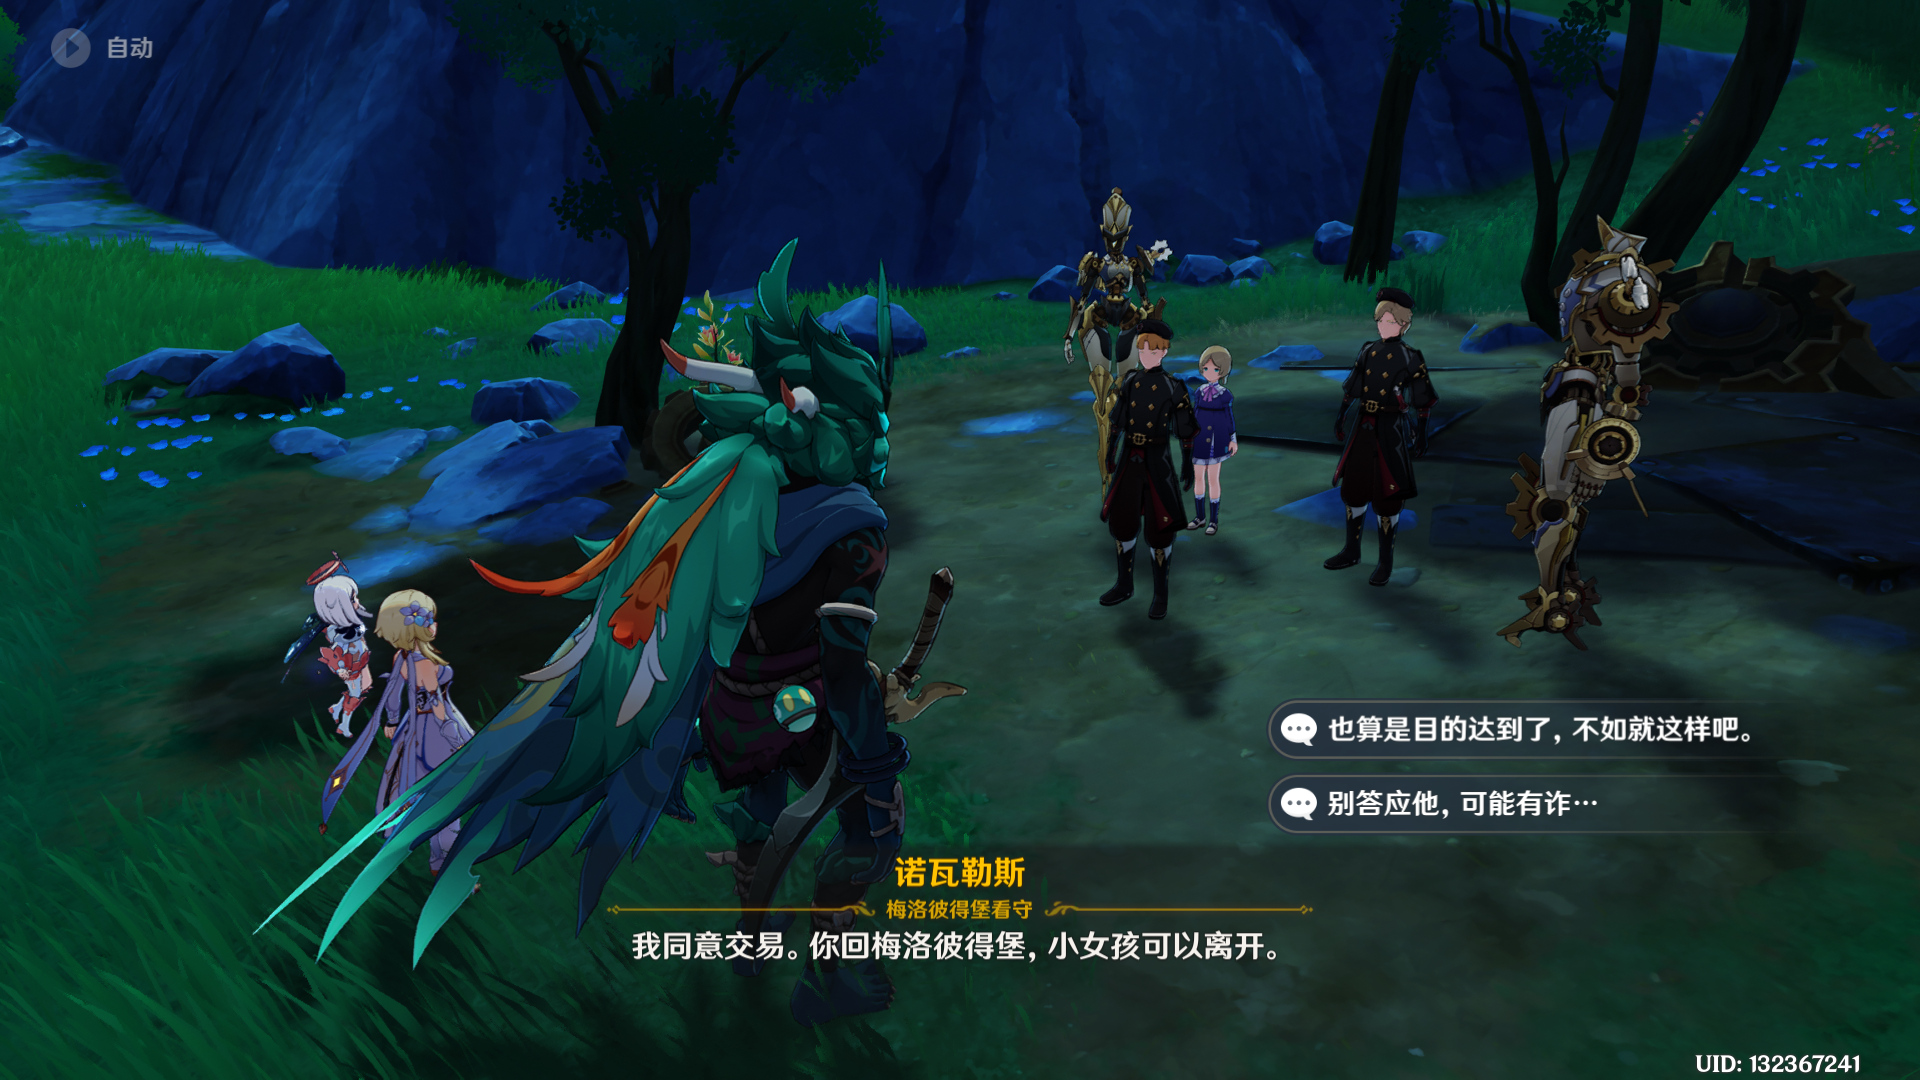 自动
也算是目的达到了，不如就这样吧。
别答应他，可能有诈…
诺瓦勒斯
梅洛彼得堡看守
我同意交易。你回梅洛彼得堡，小女孩可以离开。
UID: 132367241